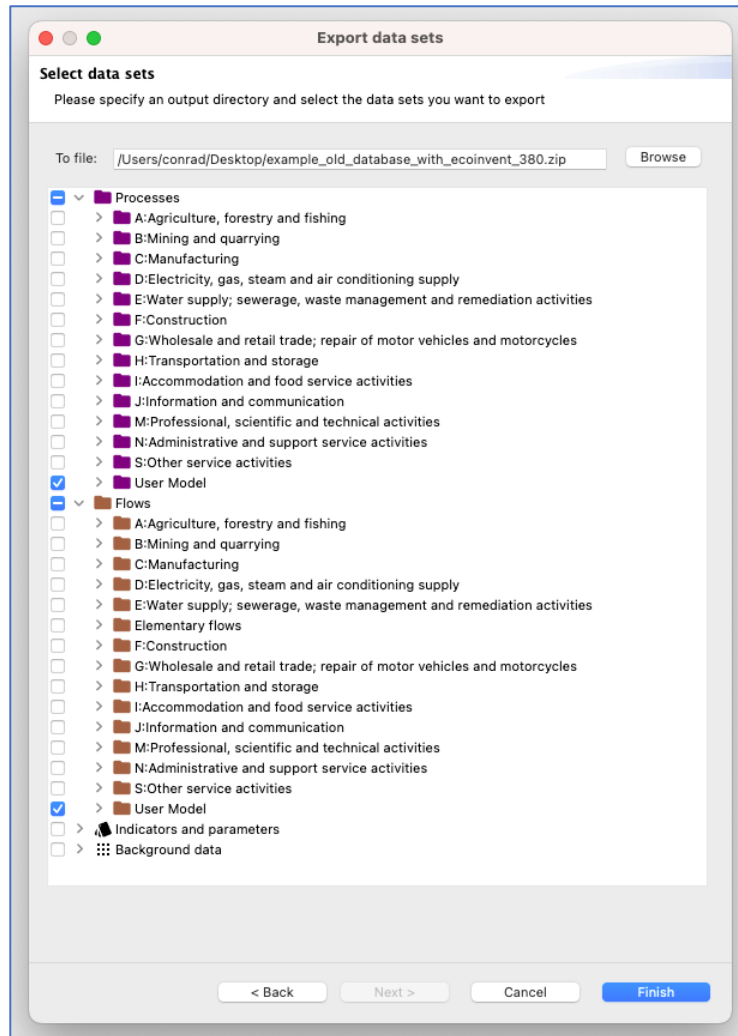 Export data sets
Select data sets
Please specify an output directory and select the data sets you want to export
To file: /Users/conrad/Desktop/example_old_database_with_ecoinvent_380.zip Browse
Processes
A:Agriculture, forestry and fishing
B:Mining and quarrying
C:Manufacturing
D:Electricity, gas, steam and air conditioning supply
E:Water supply; sewerage, waste management and remediation activities
F:Construction
G:Wholesale and retail trade; repair of motor vehicles and motorcycles
H:Transportation and storage
I:Accommodation and food service activities
J:Information and communication
M:Professional, scientific and technical activities
N:Administrative and support service activities
S:Other service activities
User Model
Flows
A:Agriculture, forestry and fishing
B:Mining and quarrying
C:Manufacturing
D:Electricity, gas, steam and air conditioning supply
E:Water supply; sewerage, waste management and remediation activities
Elementary flows
F:Construction
G:Wholesale and retail trade; repair of motor vehicles and motorcycles
H:Transportation and storage
I:Accommodation and food service activities
J:Information and communication
M:Professional, scientific and technical activities
N:Administrative and support service activities
S:Other service activities
User Model
Indicators and parameters
Background data
< Back Next > Cancel Finish